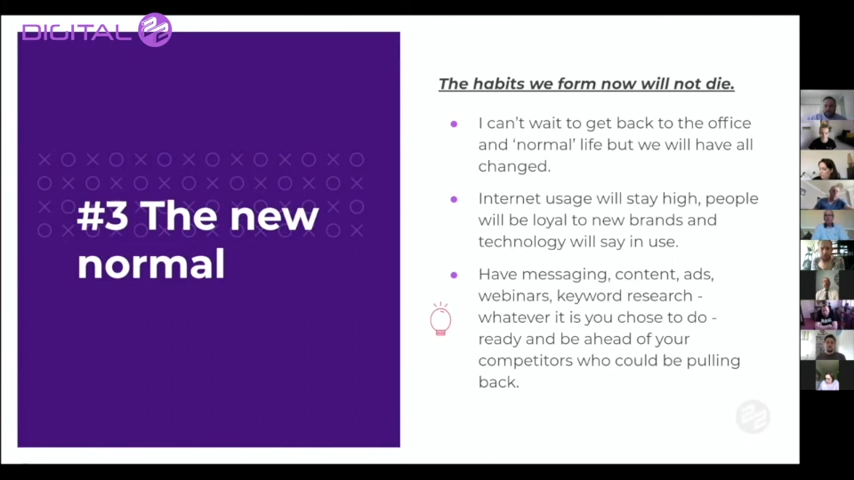 DIGITAL 22
#3 The new
normal
The habits we form now will not die.
I can't wait to get back to the office
and 'normal' life but we will have all
changed.
Internet usage will stay high, people
will be loyal to new brands and
technology will say in use.
Have messaging, content, ads,
webinars, keyword research -
whatever it is you chose to do -
ready and be ahead of your
competitors who could be pulling
back.
22